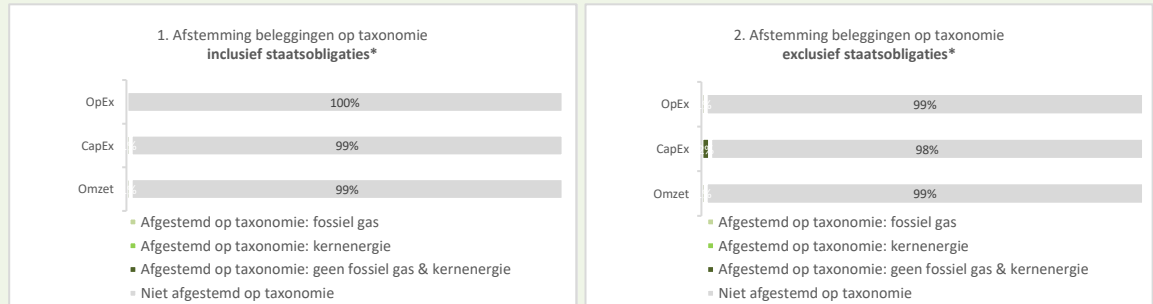 1. Afstemming beleggingen op taxonomie
inclusief staatsobligaties*
OpEx
100%
CapEx
99%
Omzet
99%
Afgestemd op taxonomie: fossiel gas
Afgestemd op taxonomie: kernenergie
Afgestemd op taxonomie: geen fossiel gas & kernenergie
Niet afgestemd op taxonomie
2. Afstemming beleggingen op taxonomie
exclusief staatsobligaties*
OpEx
99%
CapEx
98%
Omzet
99%
Afgestemd op taxonomie: fossiel gas
Afgestemd op taxonomie: kernenergie
Afgestemd op taxonomie: geen fossiel gas & kernenergie
Niet afgestemd op taxonomie